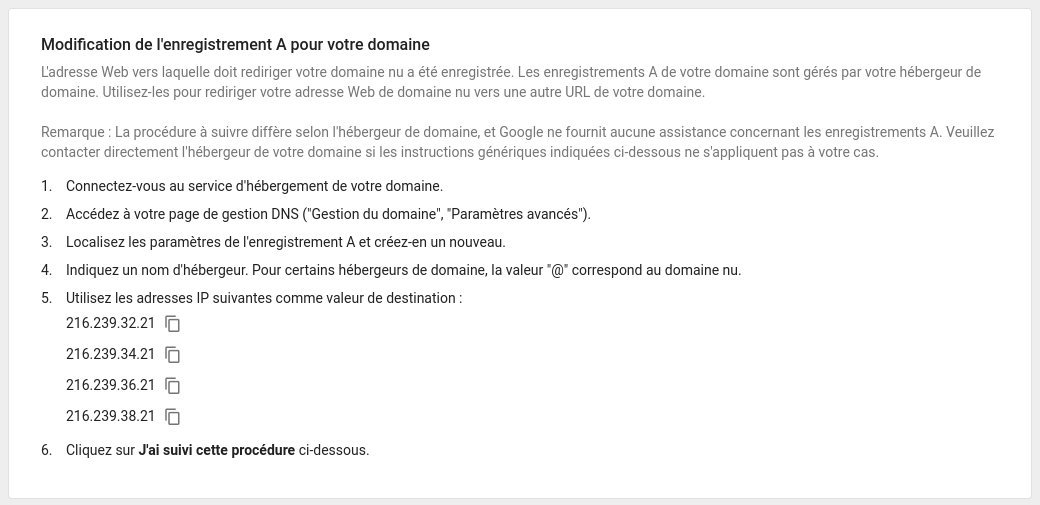 Modification de l'enregistrement A pour votre domaine
L'adresse Web vers laquelle doit rediriger votre domaine nu a été enregistrée. Les enregistrements A de votre domaine sont gérés par votre hébergeur de
domaine. Utilisez-les pour rediriger votre adresse Web de domaine nu vers une autre URL de votre domaine.
Remarque : La procédure à suivre diffère selon l'hébergeur de domaine, et Google ne fournit aucune assistance concernant les enregistrements A. Veuillez
contacter directement l'hébergeur de votre domaine si les instructions génériques indiquées ci-dessous ne s'appliquent pas à votre cas.
1. Connectez-vous au service d'hébergement de votre domaine.
2. Accédez à votre page de gestion DNS ("Gestion du domaine", "Paramètres avancés").
3. Localisez les paramètres de l'enregistrement A et créez-en un nouveau.
4. Indiquez un nom d'hébergeur. Pour certains hébergeurs de domaine, la valeur "@" correspond au domaine nu.
5. Utilisez les adresses IP suivantes comme valeur de destination :
216.239.32.21
216.239.34.21
216.239.36.21
216.239.38.21
6. Cliquez sur J'ai suivi cette procédure ci-dessous.